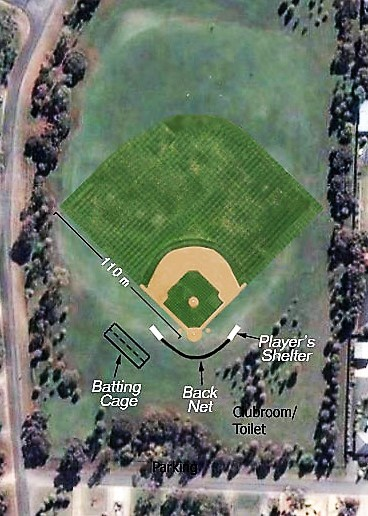 110 m
Player's
Shelter
Batting
Cage
Back
Net
Clubroom/
Toilet
Parking